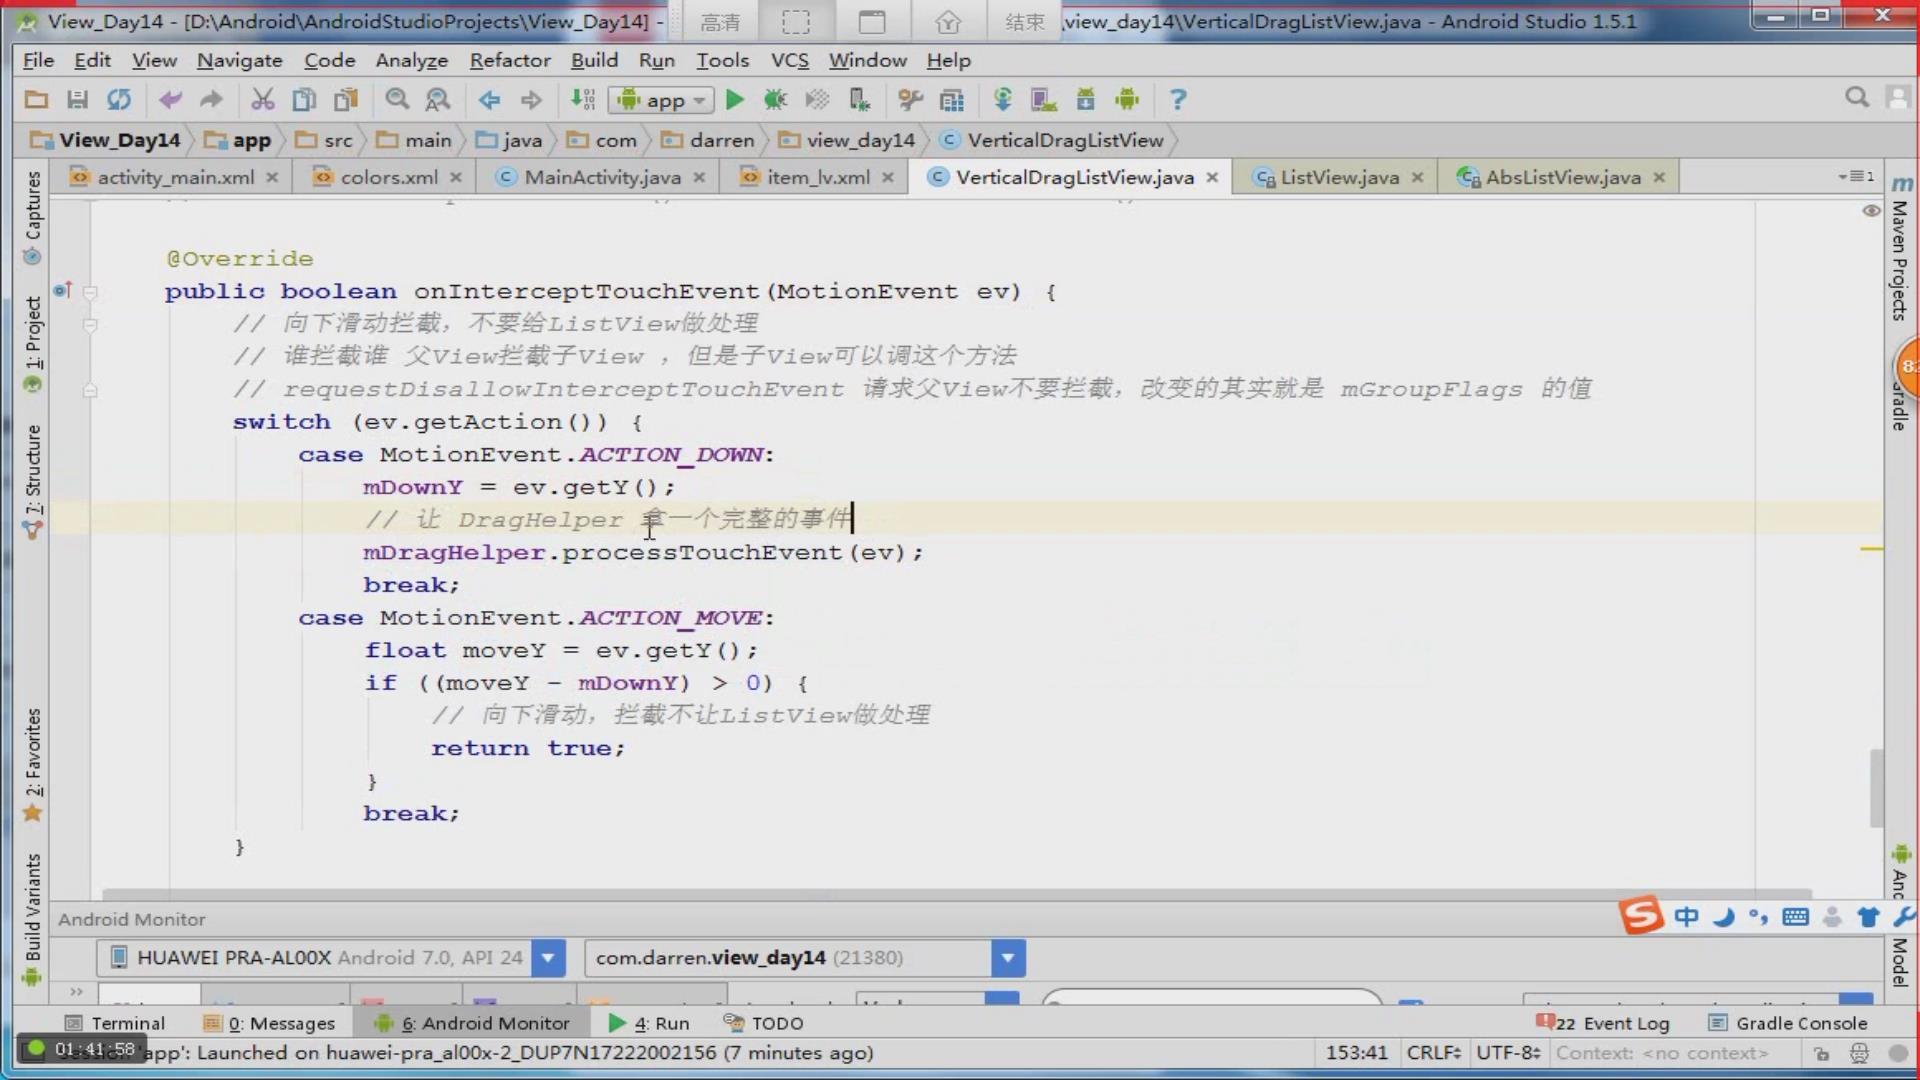 View_Day14 - [D:\Android\AndroidStudioProjects\View_Day14] - 高清 结束 \view_day14\VerticalDragListView.java - Android Studio 1.5.1
File Edit View Navigate Code Analyze Refactor Build Run Tools VCS Window Help
app
View_Day14 app src main java com darren view_day14 VerticalDragListView
activity_main.xml colors.xml MainActivity.java item_lv.xml VerticalDragListView.java ListView.java AbsListView.java
@Override
public boolean onInterceptTouchEvent(MotionEvent ev) {
// 向下滑动拦截，不要给ListView做处理
// 谁拦截谁 父View拦截子View ，但是子View可以调这个方法
// requestDisallowInterceptTouchEvent 请求父View不要拦截，改变的其实就是 mGroupFlags 的值
switch (ev.getAction()) {
case MotionEvent.ACTION_DOWN:
mDownY = ev.getY();
// 让 DragHelper 拿一个完整的事件
mDragHelper.processTouchEvent(ev);
break;
case MotionEvent.ACTION_MOVE:
float moveY = ev.getY();
if ((moveY - mDownY) > 0) {
// 向下滑动，拦截不让ListView做处理
return true;
}
break;
}
Captures
1: Project
7: Structure
2: Favorites
Build Variants
Maven Projects
Model
Android Monitor
中
HUAWEI PRA-AL00X Android 7.0, API 24 com.darren.view_day14 (21380)
Terminal 0: Messages 6: Android Monitor 4: Run TODO 22 Event Log Gradle Console
01:41:58 'app': Launched on huawei-pra_al00x-2_DUP7N17222002156 (7 minutes ago) 153:41 CRLF UTF-8 Context: <no context>